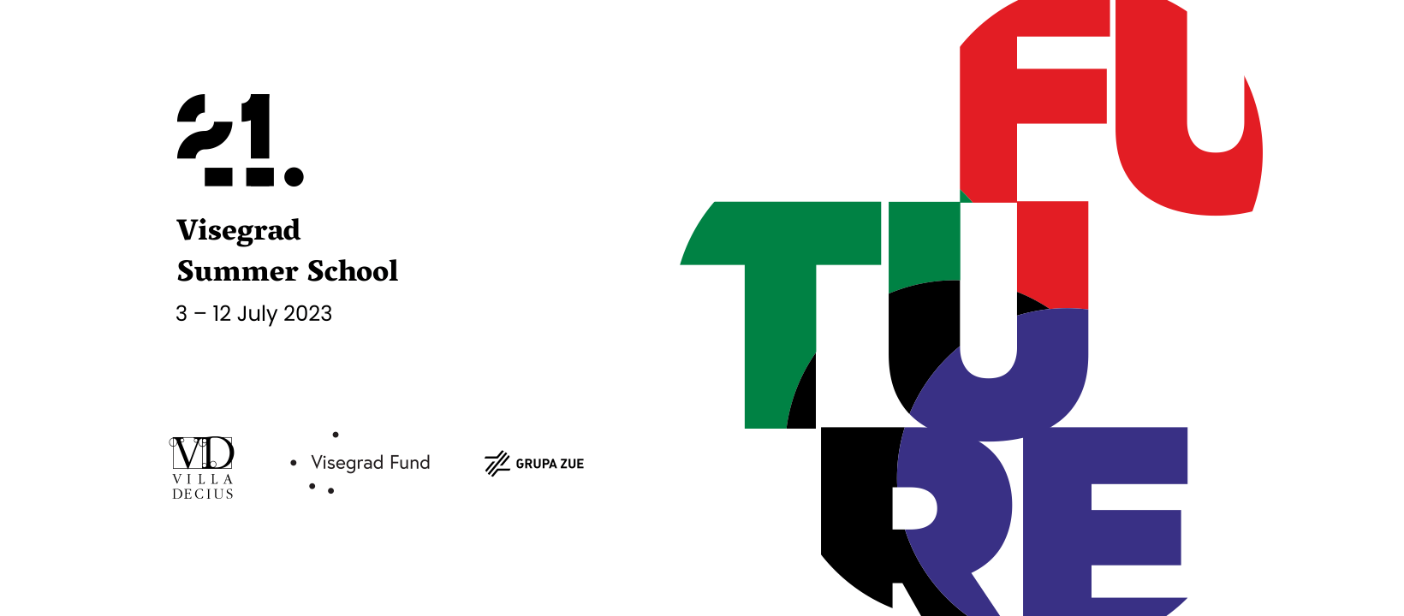 21.
Visegrad
Summer School
3 – 12 July 2023
VD
VILLA
DECIUS
Visegrad Fund
GRUPA ZUE
FU
TU
RE